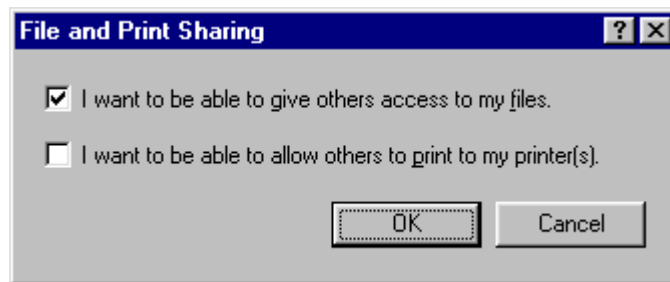 File and Print Sharing
I want to be able to give others access to my files.
I want to be able to allow others to print to my printer(s).
OK Cancel